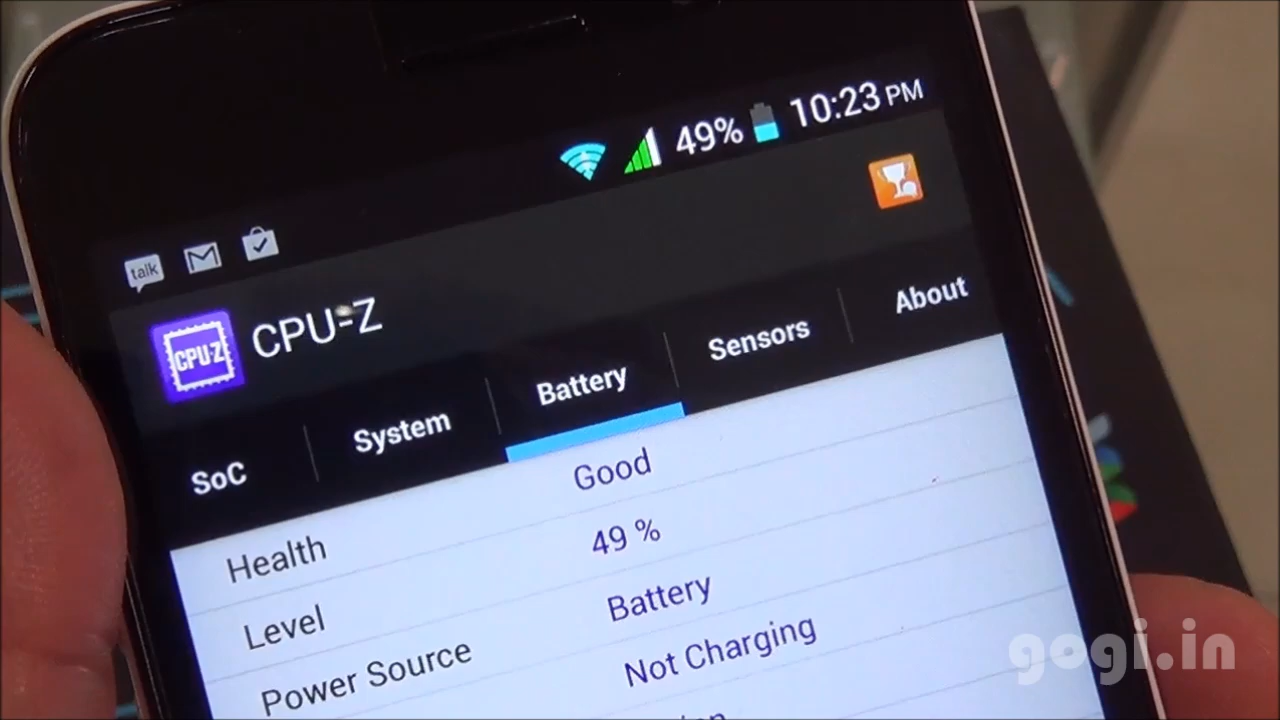 49% 10:23 PM
talk
CPU-Z CPU-Z
SoC System Battery Sensors About
Health Good
Level 49 %
Power Source Battery
Not Charging
gogi.in